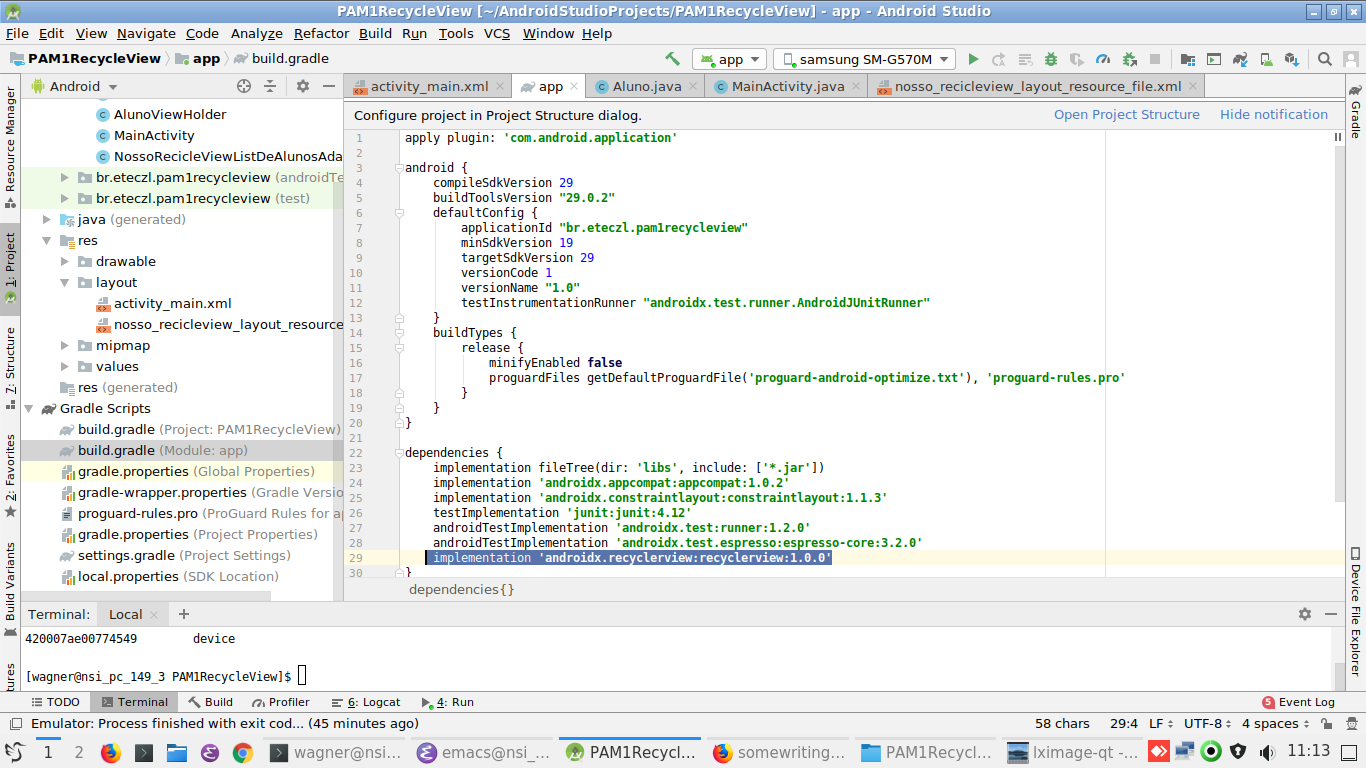 PAM1RecycleView [~/AndroidStudioProjects/PAM1RecycleView] - app - Android Studio
File Edit View Navigate Code Analyze Refactor Build Run Tools VCS Window Help
PAM1RecycleView app build.gradle app samsung SM-G570M
Android activity_main.xml app Aluno.java MainActivity.java nosso_recicleview_layout_resource_file.xml
Configure project in Project Structure dialog. Open Project Structure Hide notification
Resource Manager
1: Project
7: Structure
2: Favorites
Build Variants
AlunoViewHolder
MainActivity
NossoRecicleViewListDeAlunosAda
br.eteczl.pam1recycleview (androidTe
br.eteczl.pam1recycleview (test)
java (generated)
res
drawable
layout
activity_main.xml
nosso_recicleview_layout_resource
mipmap
values
res (generated)
Gradle Scripts
build.gradle (Project: PAM1RecycleView)
build.gradle (Module: app)
gradle.properties (Global Properties)
gradle-wrapper.properties (Gradle Versio
proguard-rules.pro (ProGuard Rules for ap
gradle.properties (Project Properties)
settings.gradle (Project Settings)
local.properties (SDK Location)
1 apply plugin: 'com.android.application'
2
3 android {
4 compileSdkVersion 29
5 buildToolsVersion "29.0.2"
6 defaultConfig {
7 applicationId "br.eteczl.pam1recycleview"
8 minSdkVersion 19
9 targetSdkVersion 29
10 versionCode 1
11 versionName "1.0"
12 testInstrumentationRunner "androidx.test.runner.AndroidJUnitRunner"
13 }
14 buildTypes {
15 release {
16 minifyEnabled false
17 proguardFiles getDefaultProguardFile('proguard-android-optimize.txt'), 'proguard-rules.pro'
18 }
19 }
20 }
21
22 dependencies {
23 implementation fileTree(dir: 'libs', include: ['*.jar'])
24 implementation 'androidx.appcompat:appcompat:1.0.2'
25 implementation 'androidx.constraintlayout:constraintlayout:1.1.3'
26 testImplementation 'junit:junit:4.12'
27 androidTestImplementation 'androidx.test:runner:1.2.0'
28 androidTestImplementation 'androidx.test.espresso:espresso-core:3.2.0'
29 implementation 'androidx.recyclerview:recyclerview:1.0.0'
30 }
dependencies{}
Gradle
Device File Explorer
Terminal: Local +
420007ae00774549 device
[wagner@nsi_pc_149_3 PAM1RecycleView]$
TODO Terminal Build Profiler 6: Logcat 4: Run 5 Event Log
Emulator: Process finished with exit cod... (45 minutes ago) 58 chars 29:4 LF UTF-8 4 spaces
1 2 wagner@nsi... emacs@nsi_... PAM1Recycl... somewriting... PAM1Recycl... lximage-qt -... 11:13